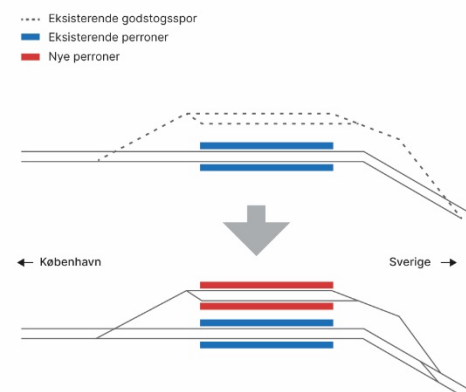 Eksisterende godstogsspor
Eksisterende perroner
Nye perroner
København
Sverige